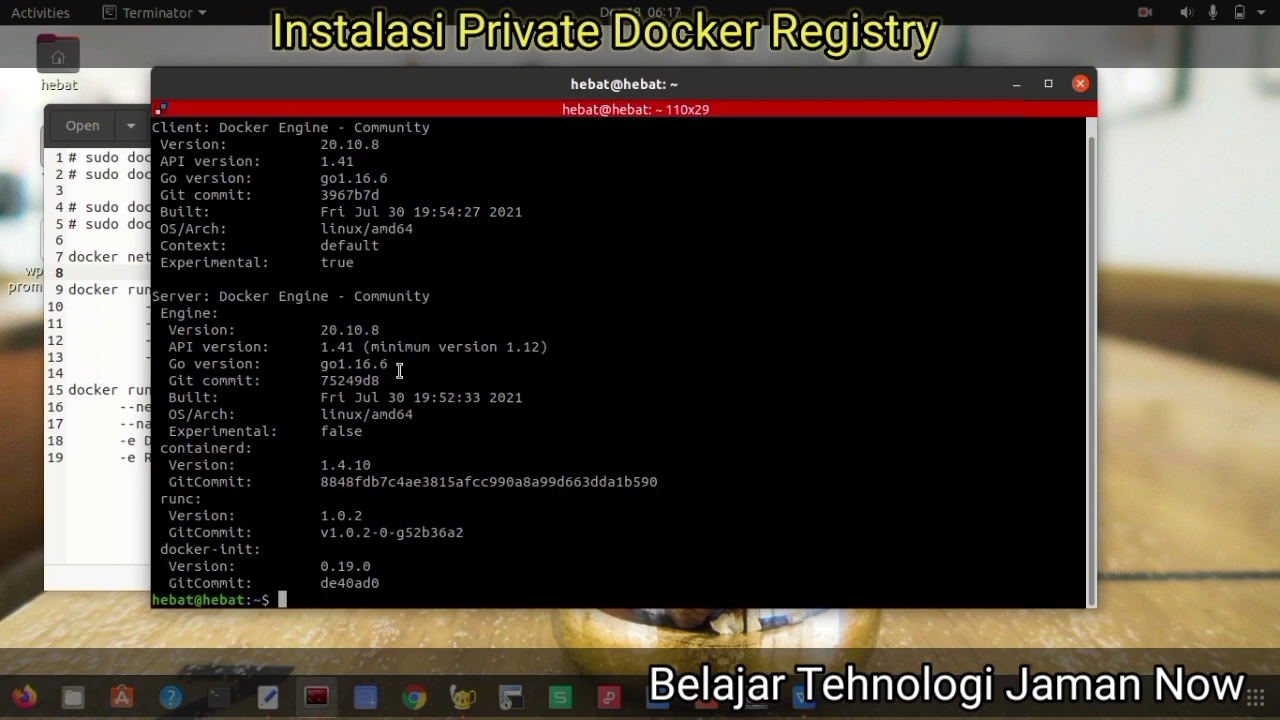 Activities
Terminator
06:17
Instalasi Private Docker Registry
hebat
hebat@hebat: ~
hebat@hebat: ~ 110x29
Open
1 # sudo doc
2 # sudo doc
3
4 # sudo doc
5 # sudo doc
6
7 docker net
8
9 docker run
10 -
11 -
12 -
13 -
14
15 docker run
16 --ne
17 --na
18 -e D
19 -e R
wp
prom
Client: Docker Engine - Community
Version: 20.10.8
API version: 1.41
Go version: go1.16.6
Git commit: 3967b7d
Built: Fri Jul 30 19:54:27 2021
OS/Arch: linux/amd64
Context: default
Experimental: true
Server: Docker Engine - Community
Engine:
Version: 20.10.8
API version: 1.41 (minimum version 1.12)
Go version: go1.16.6
Git commit: 75249d8
Built: Fri Jul 30 19:52:33 2021
OS/Arch: linux/amd64
Experimental: false
containerd:
Version: 1.4.10
GitCommit: 8848fdb7c4ae3815afcc990a8a99d663dda1b590
runc:
Version: 1.0.2
GitCommit: v1.0.2-0-g52b36a2
docker-init:
Version: 0.19.0
GitCommit: de40ad0
hebat@hebat:~$
Belajar Tehnologi Jaman Now